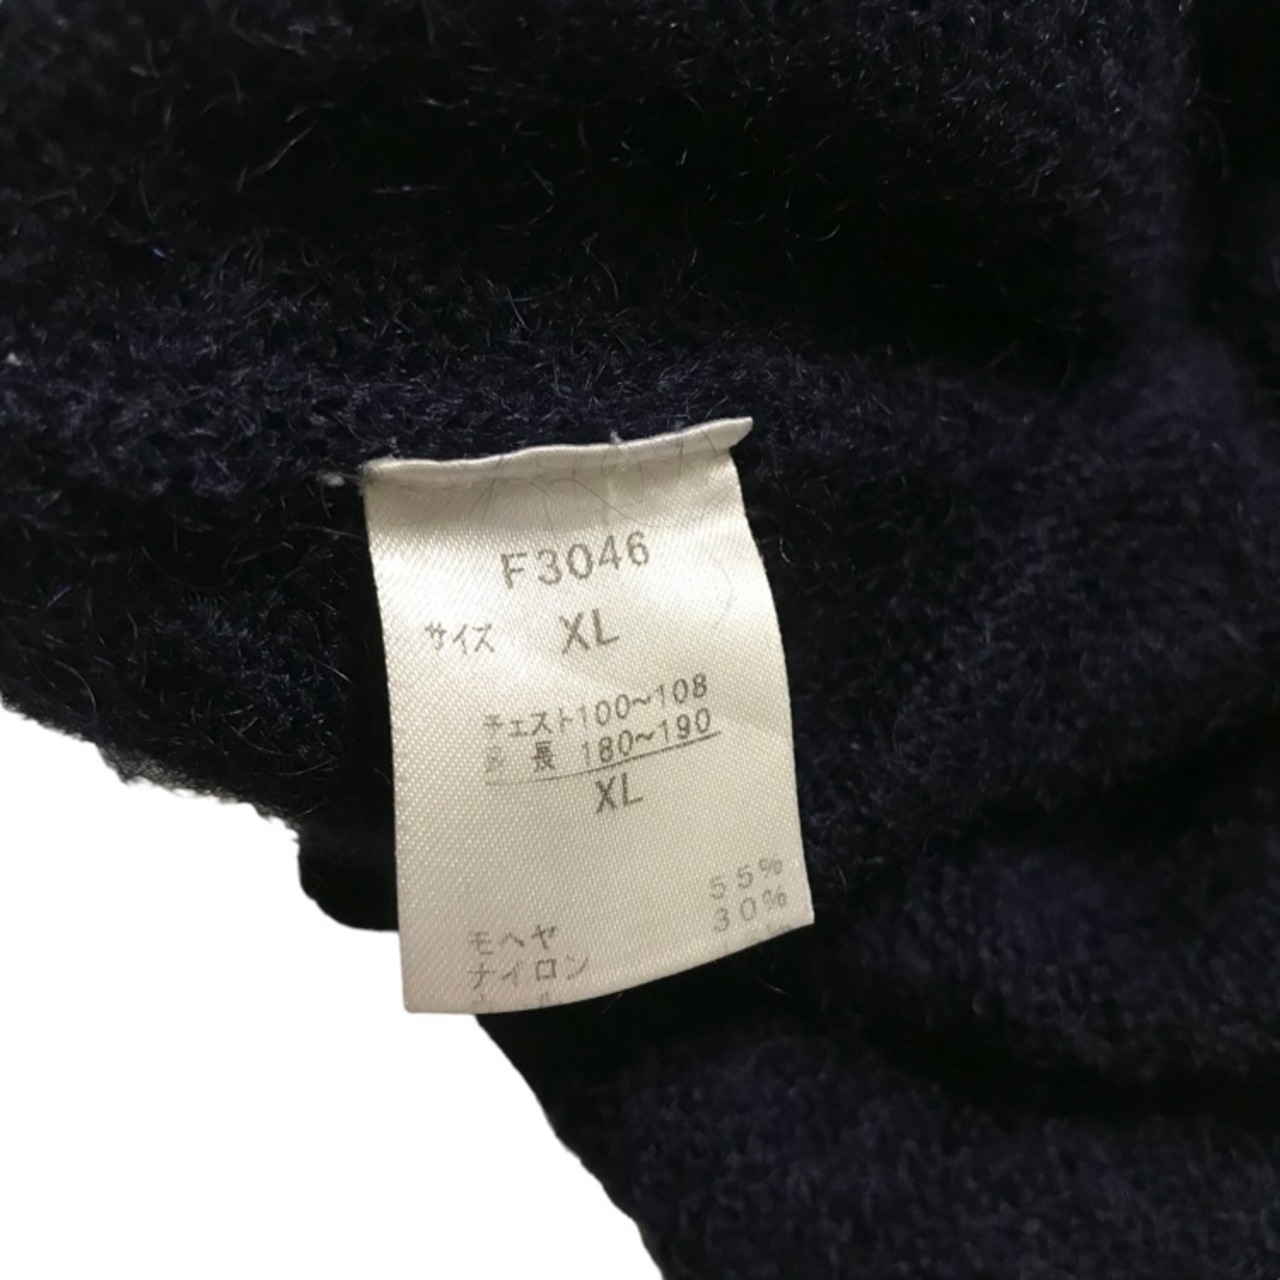 F3046
サイズ XL
チェスト100~108
身長 180~190
XL
55%
モヘヤ 30%
ナイロン